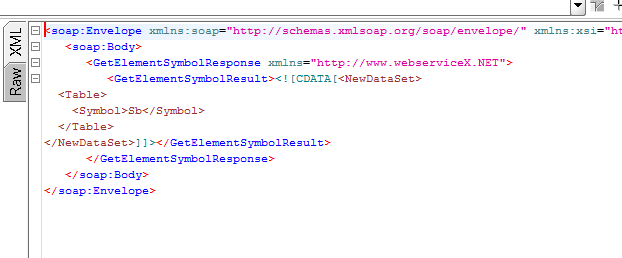 XML
Raw
<soap:Envelope xmlns:soap="http://schemas.xmlsoap.org/soap/envelope/" xmlns:xsi="ht
<soap:Body>
<GetElementSymbolResponse xmlns="http://www.webserviceX.NET">
<GetElementSymbolResult><![CDATA[<NewDataSet>
<Table>
<Symbol>Sb</Symbol>
</Table>
</NewDataSet>]]></GetElementSymbolResult>
</GetElementSymbolResponse>
</soap:Body>
</soap:Envelope>